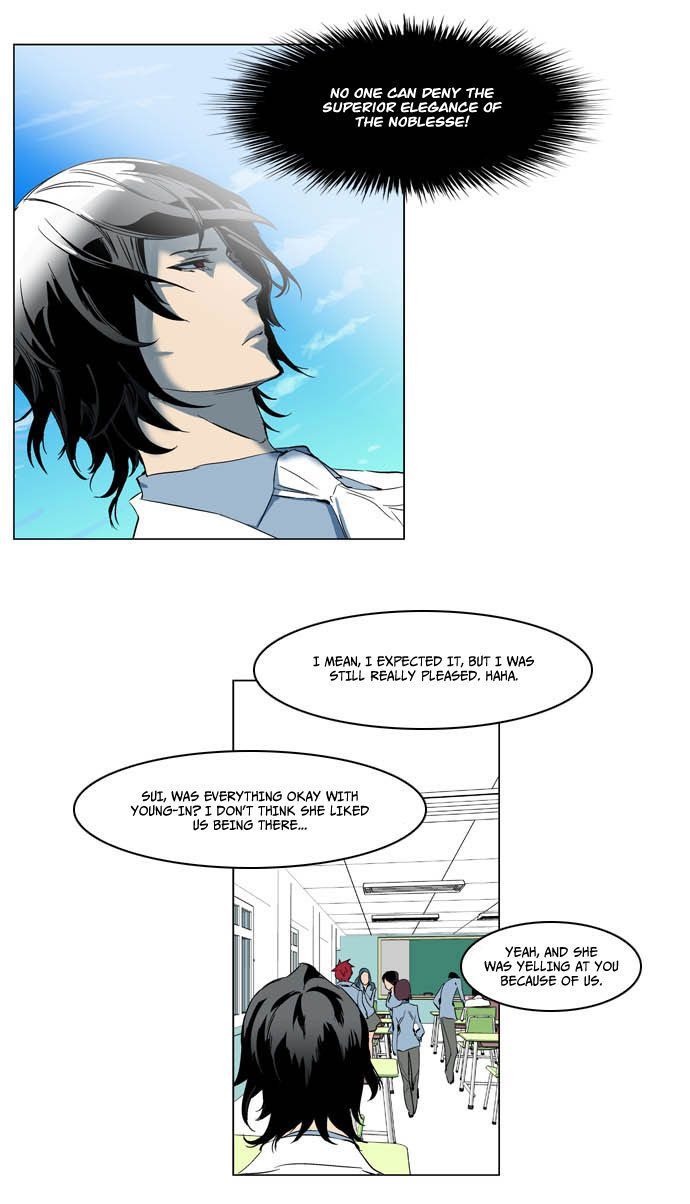 NO ONE CAN DENY THE
SUPERIOR ELEGANCE OF
THE NOBLESSE!
I MEAN, I EXPECTED IT, BUT I WAS
STILL REALLY PLEASED. HAHA.
SUI, WAS EVERYTHING OKAY WITH
YOUNG-IN? I DON'T THINK SHE LIKED
US BEING THERE...
YEAH, AND SHE
WAS YELLING AT YOU
BECAUSE OF US.